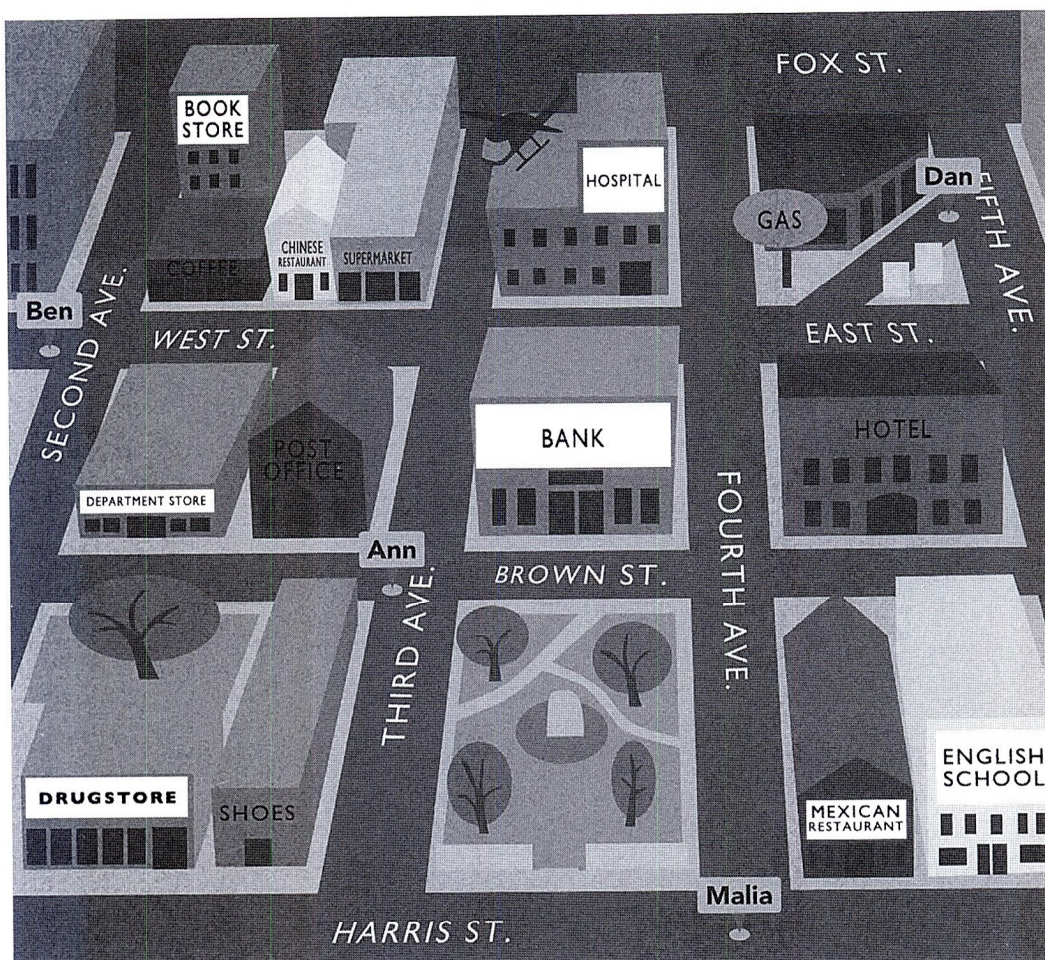 FOX ST.
BOOK
STORE
HOSPITAL
Dan
FIFTH AVE.
GAS
CHINESE
RESTAURANT
SUPERMARKET
COFFEE
Ben
SECOND AVE.
WEST ST.
EAST ST.
BANK
HOTEL
POST
OFFICE
DEPARTMENT STORE
FOURTH AVE.
Ann
BROWN ST.
THIRD AVE.
ENGLISH
SCHOOL
DRUGSTORE
SHOES
MEXICAN
RESTAURANT
Malia
HARRIS ST.